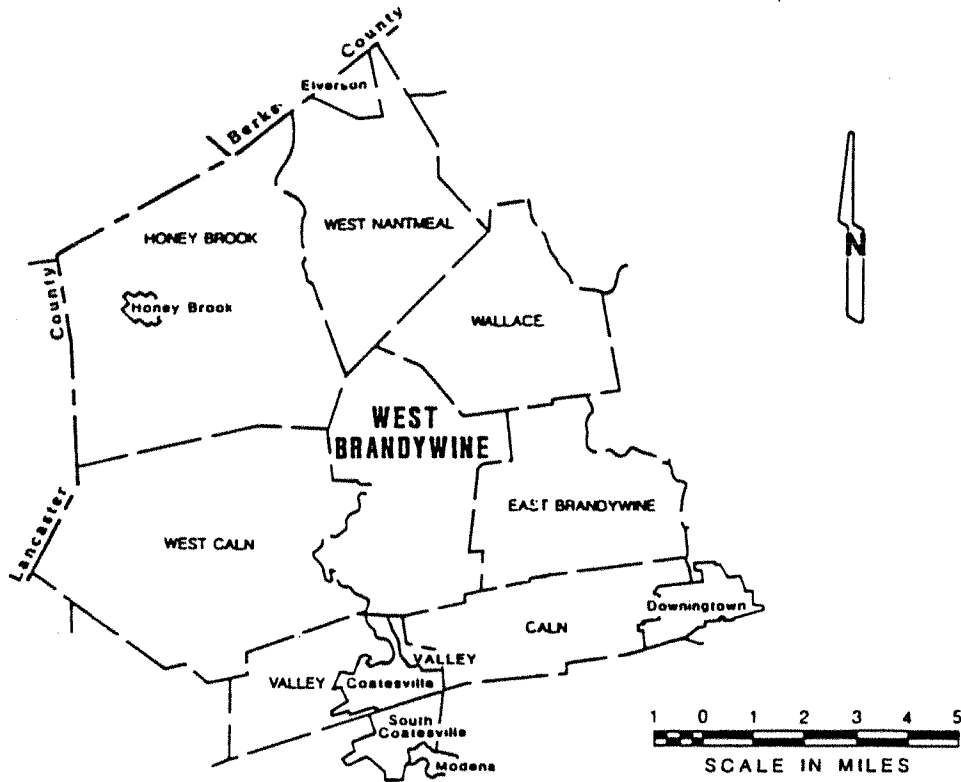 County
Elverson
Berks
HONEY BROOK
WEST NANTMEAL
County
Honey Brook
WALLACE
N
WEST
BRANDYWINE
EAST BRANDYWINE
Lancaster
WEST CALN
Downingtown
CALN
VALLEY
VALLEY
Coatesville
South
Coatesville
Modena
1 0 1 2 3 4 5
SCALE IN MILES